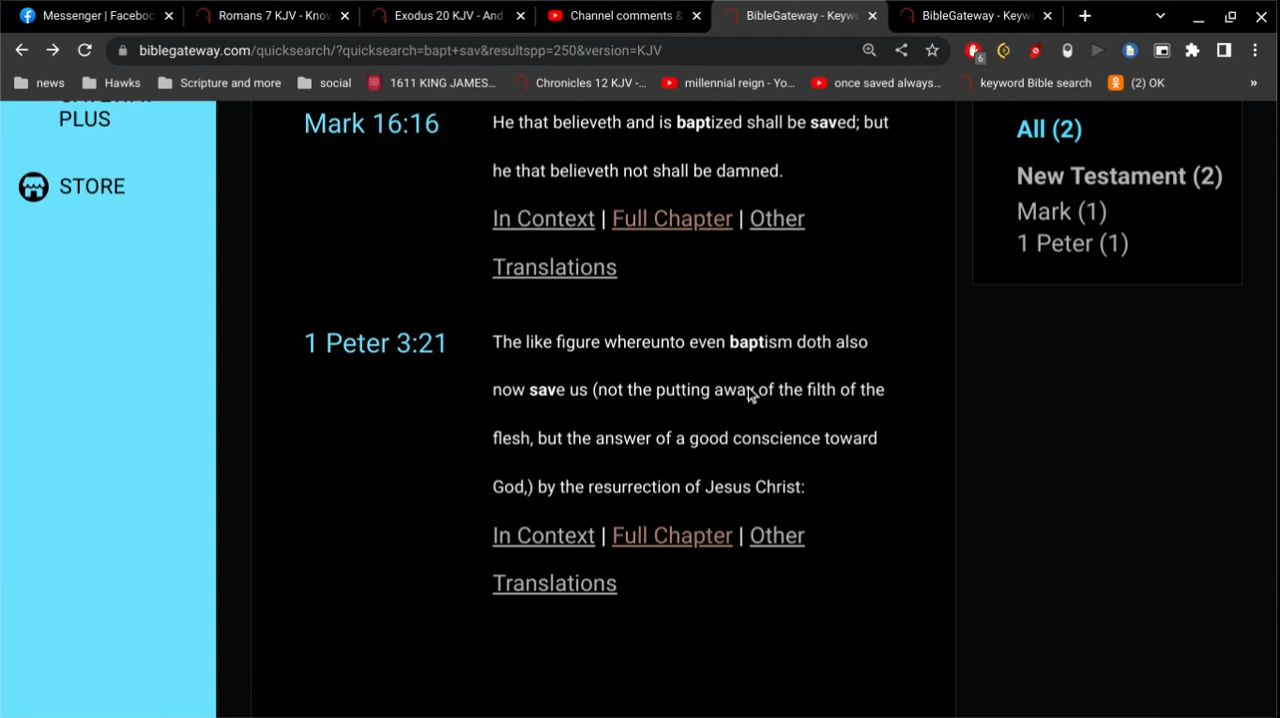 Messenger | Faceboo
Romans 7 KJV - Know
Exodus 20 KJV - And
Channel comments &
BibleGateway - Keywo
BibleGateway - Keyw
biblegateway.com/quicksearch/?quicksearch=bapt+sav&resultspp=250&version=KJV
6
news
Hawks
Scripture and more
social
1611 KING JAMES...
Chronicles 12 KJV -...
millennial reign - Yo...
once saved always...
keyword Bible search
(2) OK
»
PLUS
STORE
Mark 16:16
He that believeth and is baptized shall be saved; but
he that believeth not shall be damned.
In Context | Full Chapter | Other
Translations
1 Peter 3:21
The like figure whereunto even baptism doth also
now save us (not the putting away of the filth of the
flesh, but the answer of a good conscience toward
God,) by the resurrection of Jesus Christ:
In Context | Full Chapter | Other
Translations
All (2)
New Testament (2)
Mark (1)
1 Peter (1)